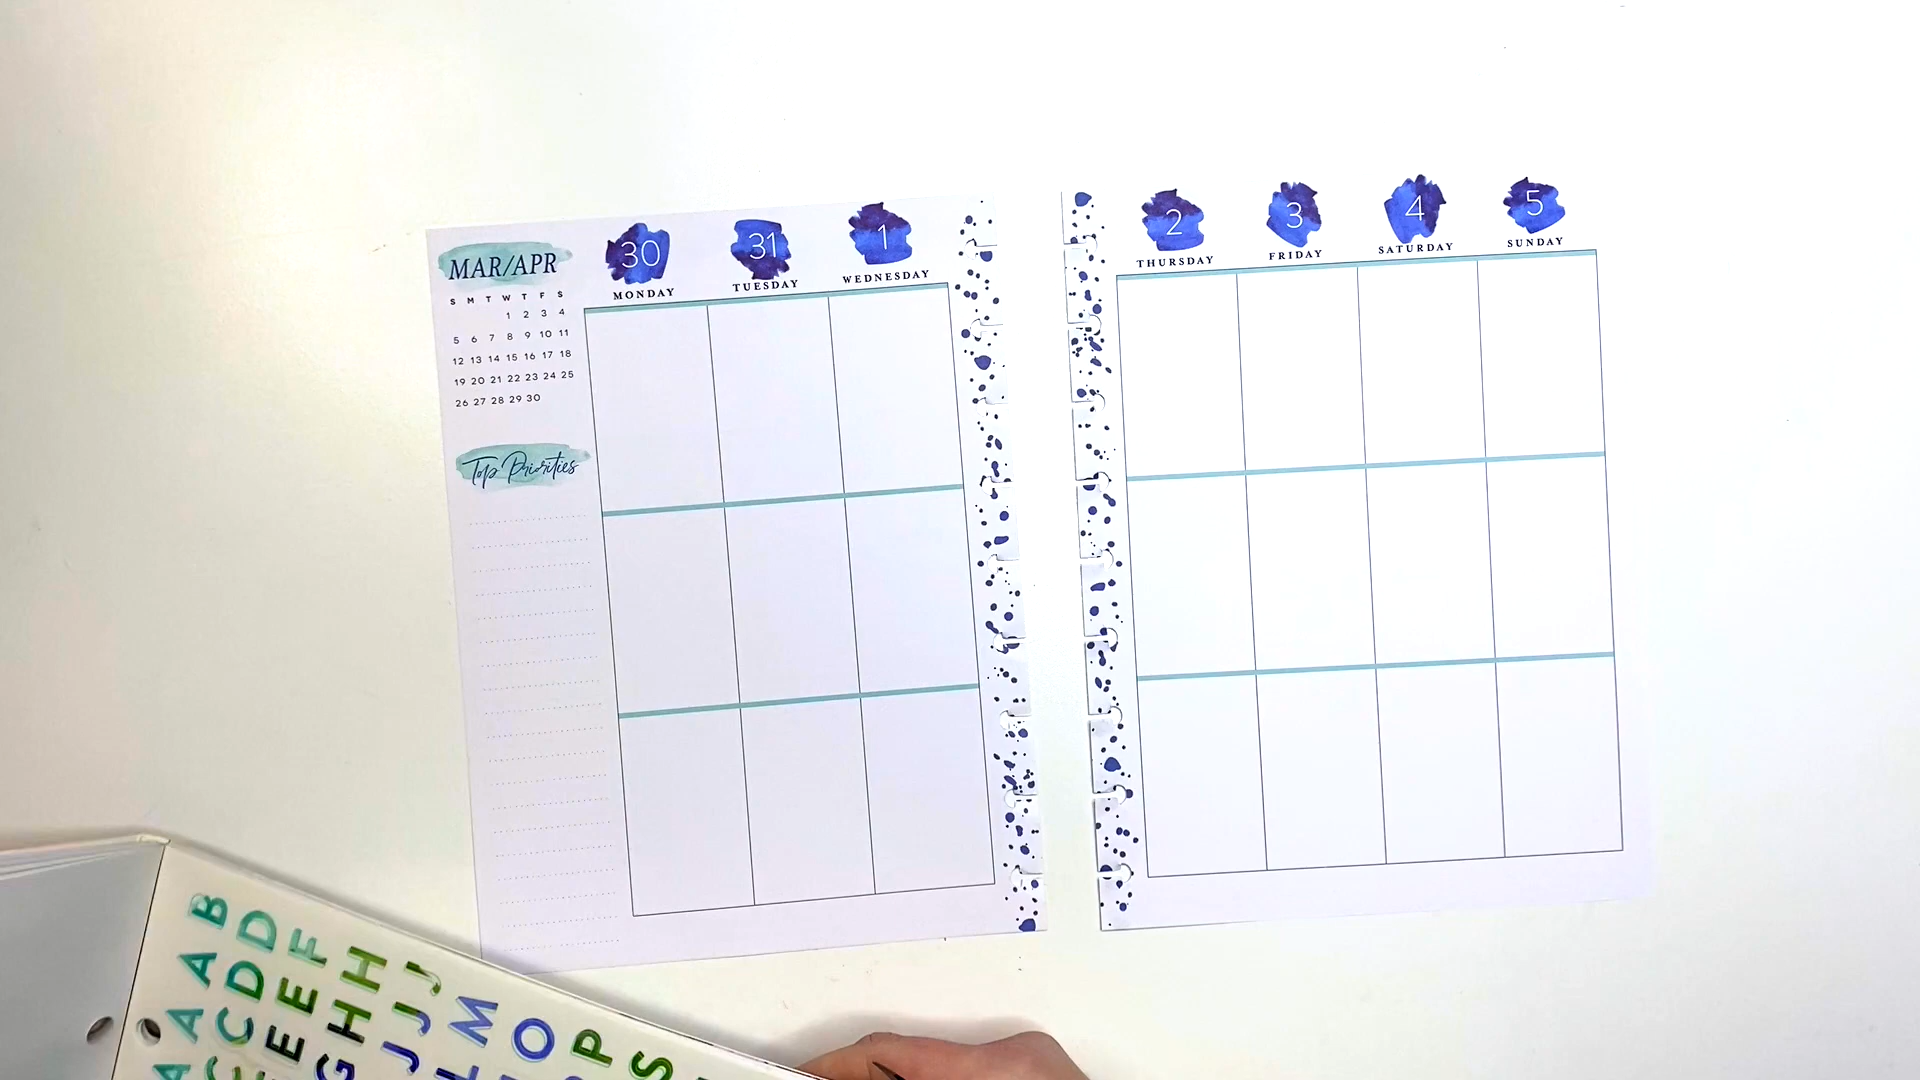 MAR/APR
S M T W T F S
1 2 3 4
5 6 7 8 9 10 11
12 13 14 15 16 17 18
19 20 21 22 23 24 25
26 27 28 29 30
Top Priorities
30 31 1
MONDAY TUESDAY WEDNESDAY
2 3 4 5
THURSDAY FRIDAY SATURDAY SUNDAY
B D F H J
A D E H J M O P S
A C E G J
A C